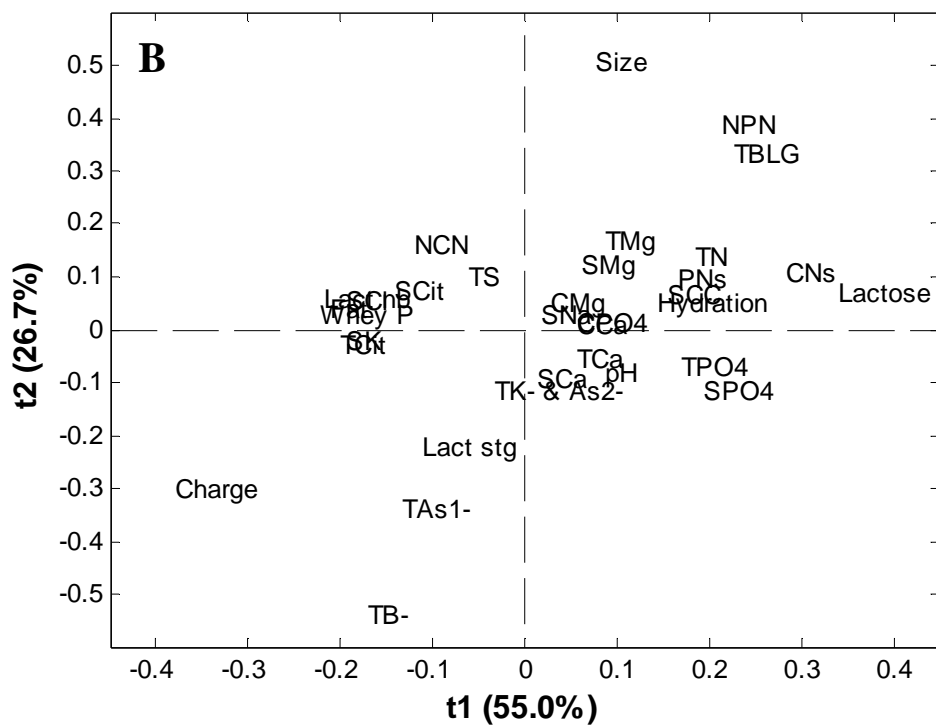 B
0.5
0.4
0.3
0.2
0.1
0
-0.1
-0.2
-0.3
-0.4
-0.5
t2 (26.7%)
Size
NPN
TBLG
NCN
TMg
TS
SMg
TN
PNs
CNs
SCit
SCC
Lactose
Whey
P
CMg
SNa
Hydration
CPO4
CCa
SK
TCit
TCa
pH
TPO4
SCa
TK- & As2-
SPO4
Lact stg
Charge
TAs1-
TB-
-0.4 -0.3 -0.2 -0.1 0 0.1 0.2 0.3 0.4
t1 (55.0%)